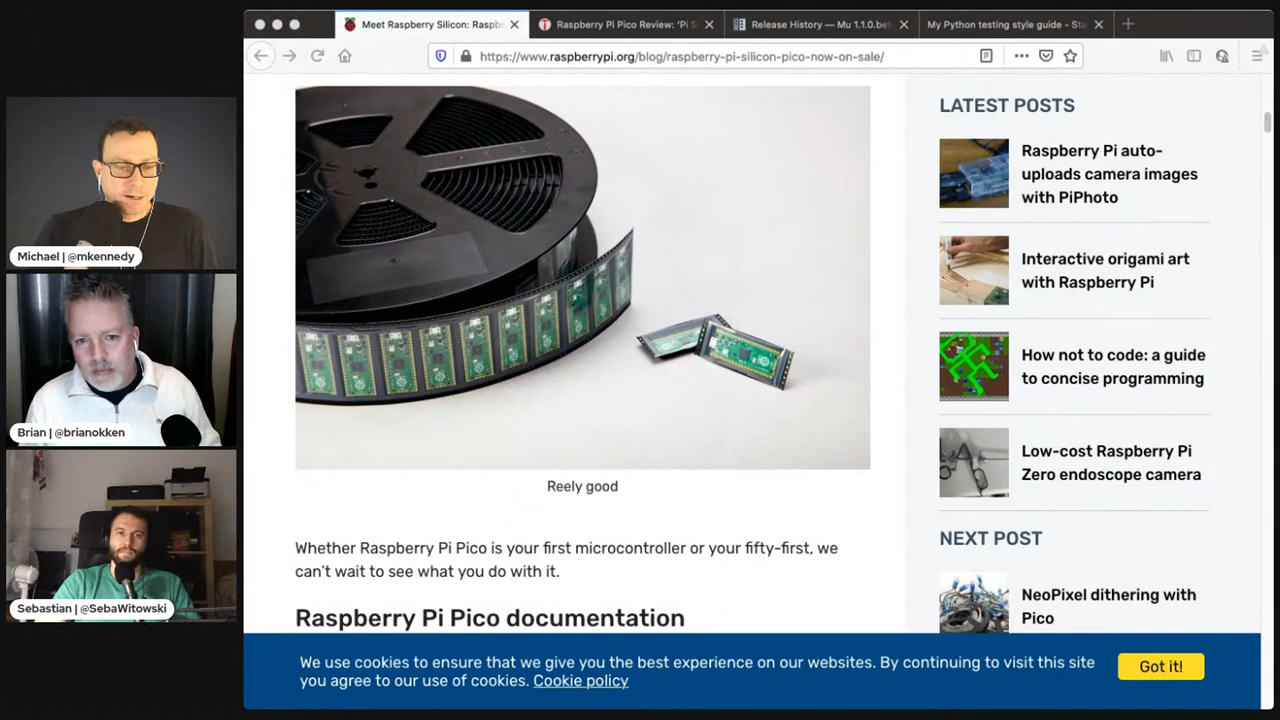 Meet Raspberry Silicon: Raspb
Raspberry Pi Pico Review: 'Pi S
Release History — Mu 1.1.0.bet
My Python testing style guide - Sta
https://www.raspberrypi.org/blog/raspberry-pi-silicon-pico-now-on-sale/
Michael | @mkennedy
Brian | @brianokken
Sebastian | @SebaWitowski
Reely good
Whether Raspberry Pi Pico is your first microcontroller or your fifty-first, we
can't wait to see what you do with it.
Raspberry Pi Pico documentation
LATEST POSTS
Raspberry Pi auto-
uploads camera images
with PiPhoto
Interactive origami art
with Raspberry Pi
How not to code: a guide
to concise programming
Low-cost Raspberry Pi
Zero endoscope camera
NEXT POST
NeoPixel dithering with
Pico
We use cookies to ensure that we give you the best experience on our websites. By continuing to visit this site
you agree to our use of cookies. Cookie policy
Got it!